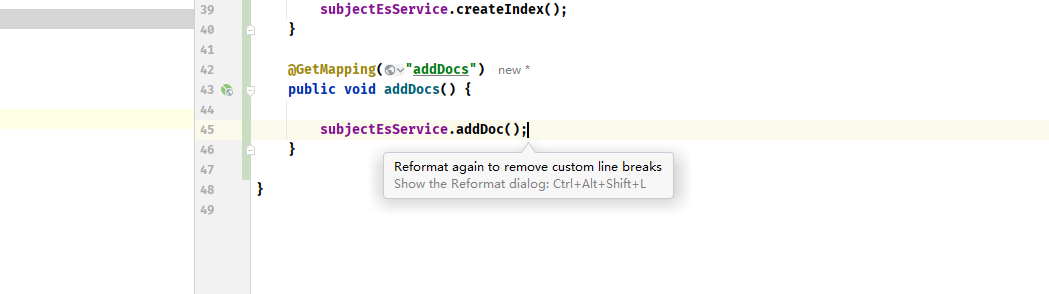 39 subjectEsService.createIndex();
40 }
41
42 @GetMapping("addDocs") new *
43 public void addDocs() {
44
45 subjectEsService.addDoc();
46 }
Reformat again to remove custom line breaks
Show the Reformat dialog: Ctrl+Alt+Shift+L
47
48 }
49